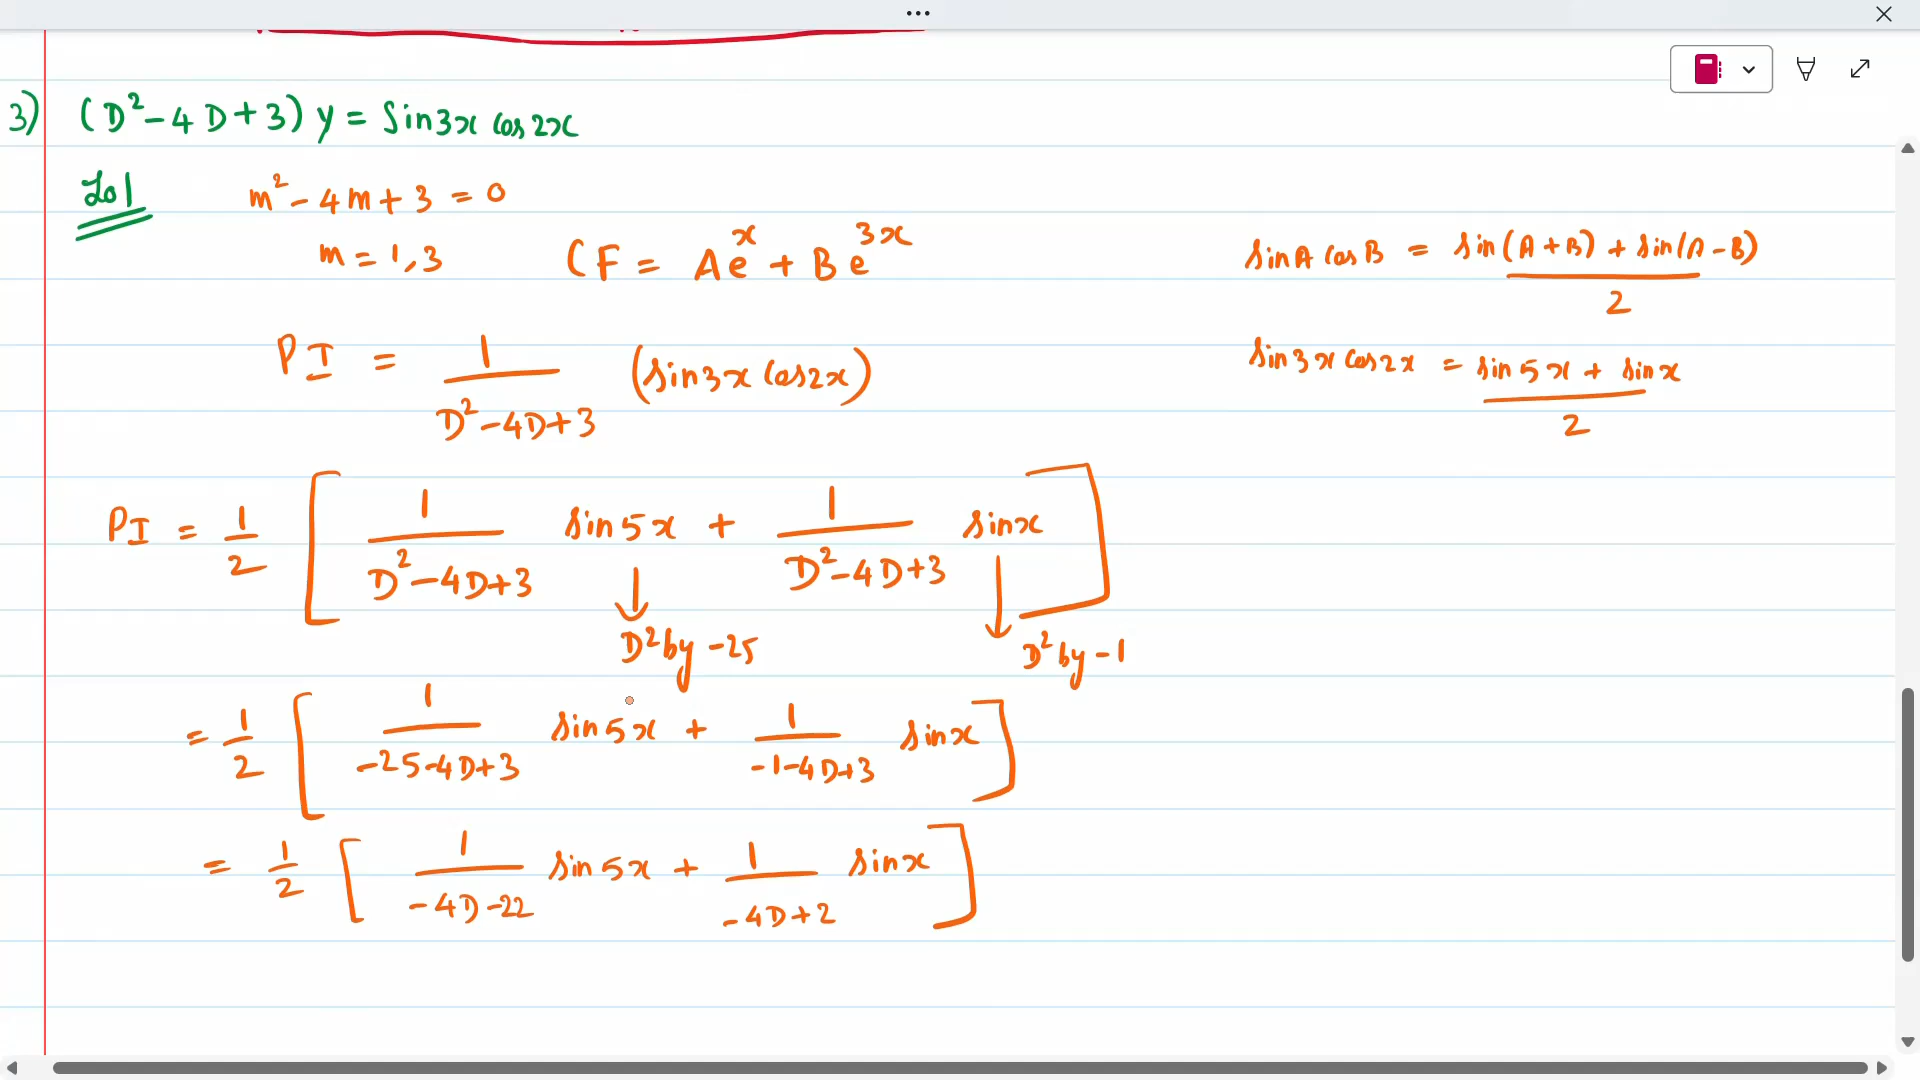 3) (D² - 4D + 3) y = Sin3x cos2x
Sol
m² - 4m + 3 = 0
m = 1, 3    CF = Ae^x + Be^3x
sinA cosB = sin(A+B) + sin(A-B) / 2
PI = 1 / D² - 4D + 3 (sin3x cos2x)
sin3x cos2x = sin5x + sinx / 2
PI = 1/2 [ 1 / D² - 4D + 3 sin5x + 1 / D² - 4D + 3 sinx ]
↓ D² by -25    ↓ D² by -1
= 1/2 [ 1 / -25 - 4D + 3 sin5x + 1 / -1 - 4D + 3 sinx ]
= 1/2 [ 1 / -4D - 22 sin5x + 1 / -4D + 2 sinx ]